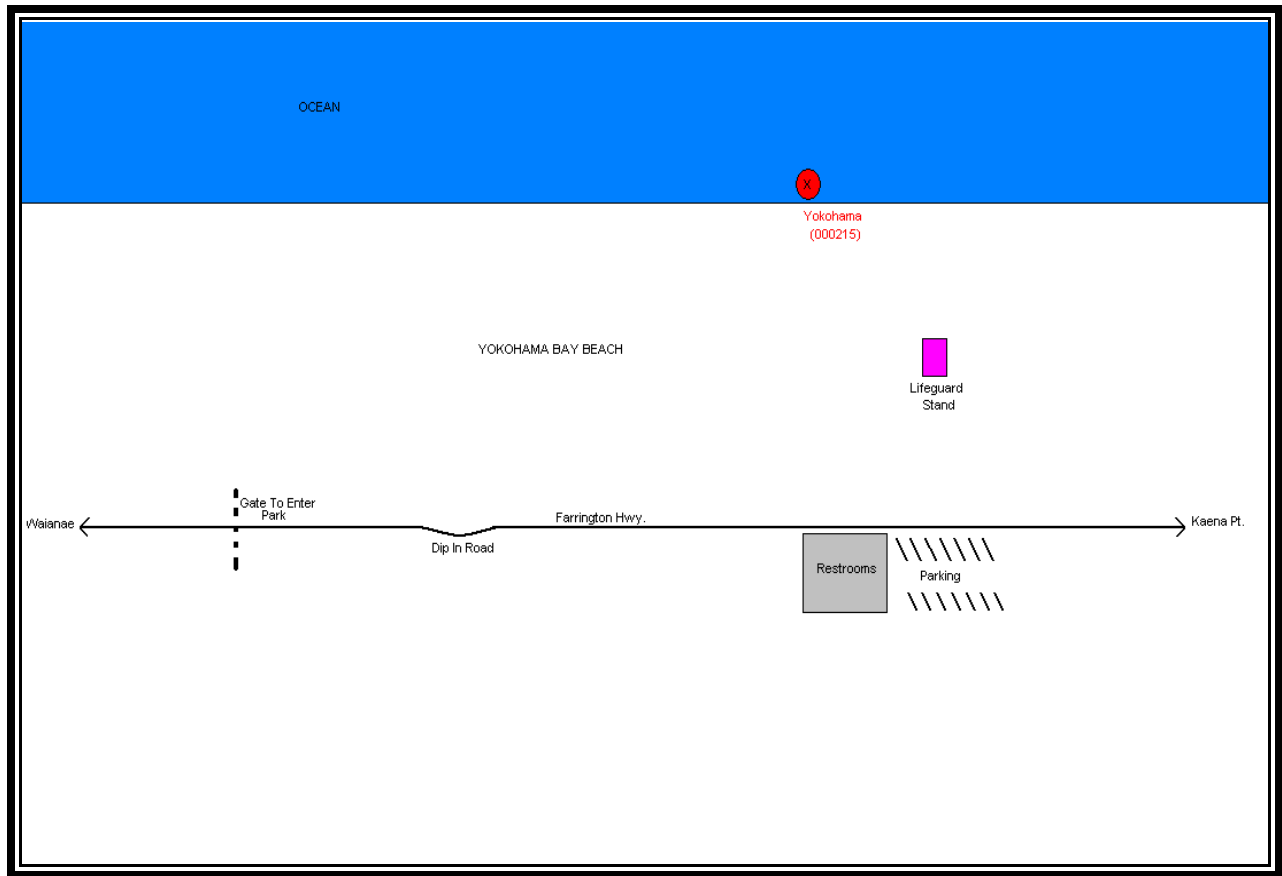 OCEAN
X
Yokohama
(000215)
YOKOHAMA BAY BEACH
Lifeguard
Stand
Gate To Enter
Park
Waianae
Farrington Hwy.
Kaena Pt.
Dip In Road
Restrooms
Parking